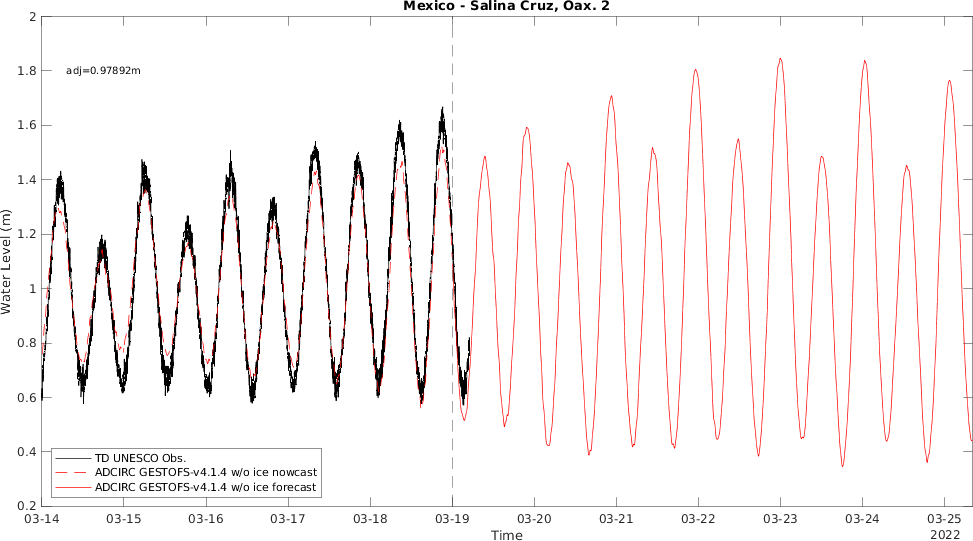 Mexico - Salina Cruz, Oax. 2
2
1.8
1.6
1.4
1.2
1
0.8
0.6
0.4
0.2
Water Level (m)
adj=0.97892m
TD UNESCO Obs.
ADCIRC GESTOFS-v4.1.4 w/o ice nowcast
ADCIRC GESTOFS-v4.1.4 w/o ice forecast
03-14 03-15 03-16 03-17 03-18 03-19 03-20 03-21 03-22 03-23 03-24 03-25
2022
Time